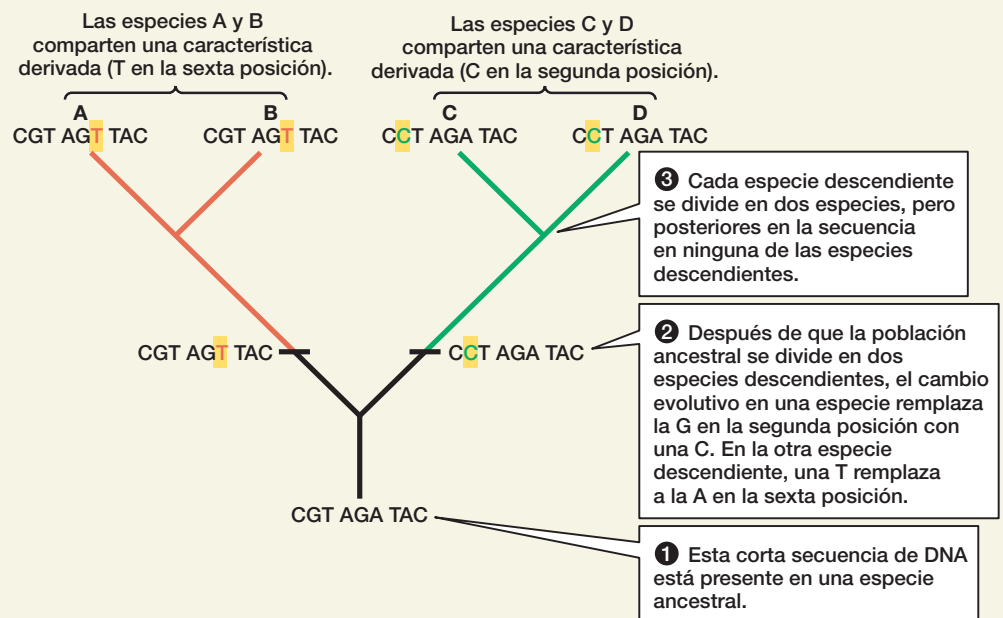 Las especies A y B
comparten una característica
derivada (T en la sexta posición).
Las especies C y D
comparten una característica
derivada (C en la segunda posición).
A
B
C
D
CGT AGT TAC
CGT AGT TAC
CCT AGA TAC
CCT AGA TAC
❸ Cada especie descendiente
se divide en dos especies, pero
posteriores en la secuencia
en ninguna de las especies
descendientes.
CGT AGT TAC
CCT AGA TAC
❷ Después de que la población
ancestral se divide en dos
especies descendientes, el cambio
evolutivo en una especie remplaza
la G en la segunda posición con
una C. En la otra especie
descendiente, una T remplaza
a la A en la sexta posición.
CGT AGA TAC
❶ Esta corta secuencia de DNA
está presente en una especie
ancestral.